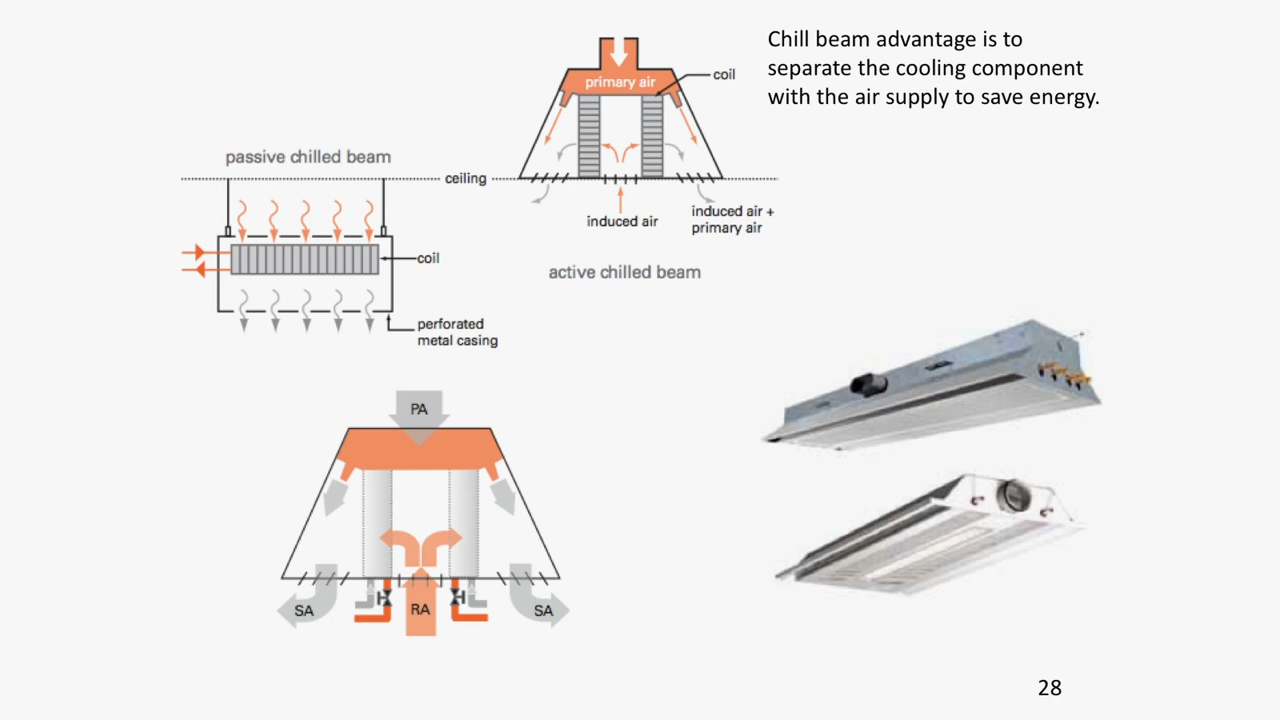 Chill beam advantage is to
separate the cooling component
with the air supply to save energy.
primary air
coil
passive chilled beam
ceiling
induced air
induced air +
primary air
coil
active chilled beam
perforated
metal casing
PA
SA
RA
SA
28